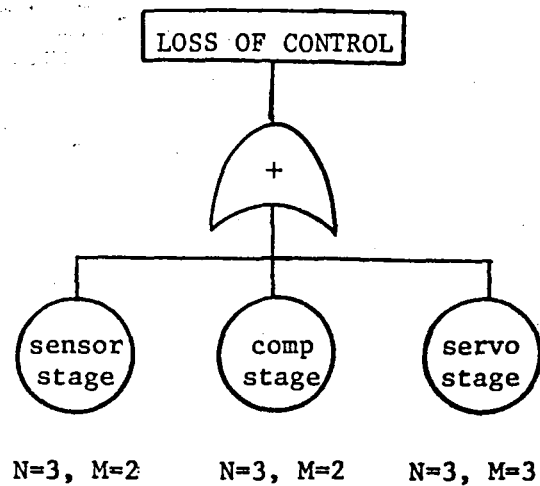 LOSS OF CONTROL
+
sensor stage
comp stage
servo stage
N=3, M=2
N=3, M=2
N=3, M=3